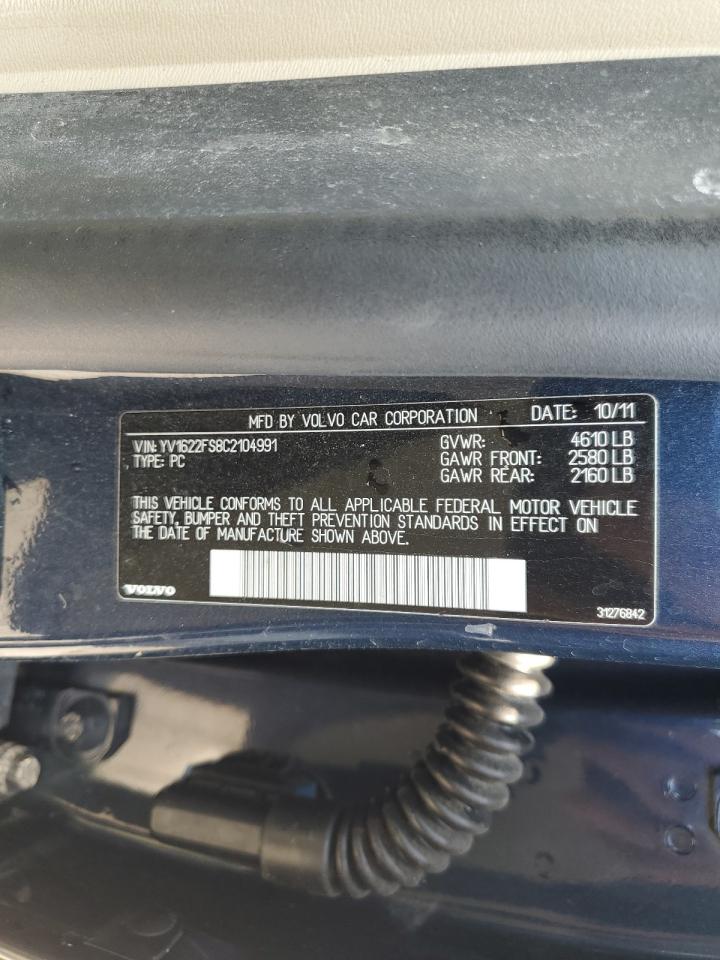 MFD BY VOLVO CAR CORPORATION DATE: 10/11
VIN: YV1622FS8C2104991 GVWR: 4610 LB
TYPE: PC GAWR FRONT: 2580 LB
GAWR REAR: 2160 LB
THIS VEHICLE CONFORMS TO ALL APPLICABLE FEDERAL MOTOR VEHICLE
SAFETY, BUMPER AND THEFT PREVENTION STANDARDS IN EFFECT ON
THE DATE OF MANUFACTURE SHOWN ABOVE.
VOLVO 31276842